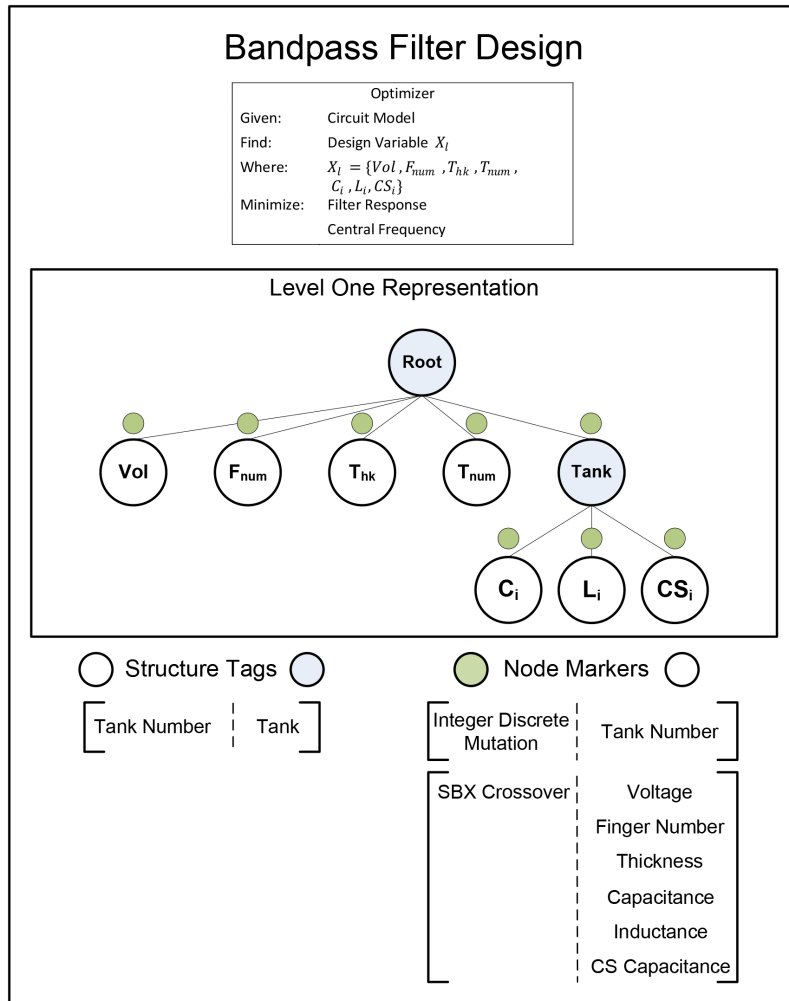 Bandpass Filter Design
Optimizer
Given: Circuit Model
Find: Design Variable X_l
Where: X_l = {Vol , F_num , T_hk , T_num ,
C_i , L_i, CS_i}
Minimize: Filter Response
Central Frequency
Level One Representation
Root
Vol F_num T_hk T_num Tank
C_i L_i CS_i
Structure Tags Node Markers
Tank Number Tank
Integer Discrete
Mutation
Tank Number
SBX Crossover Voltage
Finger Number
Thickness
Capacitance
Inductance
CS Capacitance